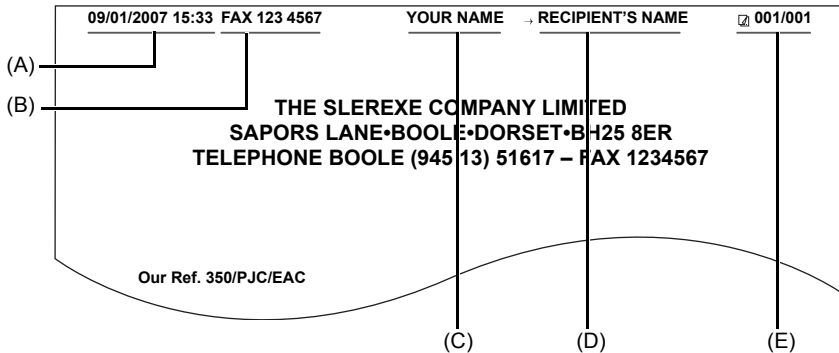 09/01/2007 15:33 FAX 123 4567 YOUR NAME → RECIPIENT'S NAME 001/001
(A)
(B)
THE SLEREXE COMPANY LIMITED
SAPORS LANE•BOOLE•DORSET•BH25 8ER
TELEPHONE BOOLE (945 13) 51617 – FAX 1234567
Our Ref. 350/PJC/EAC
(C) (D) (E)